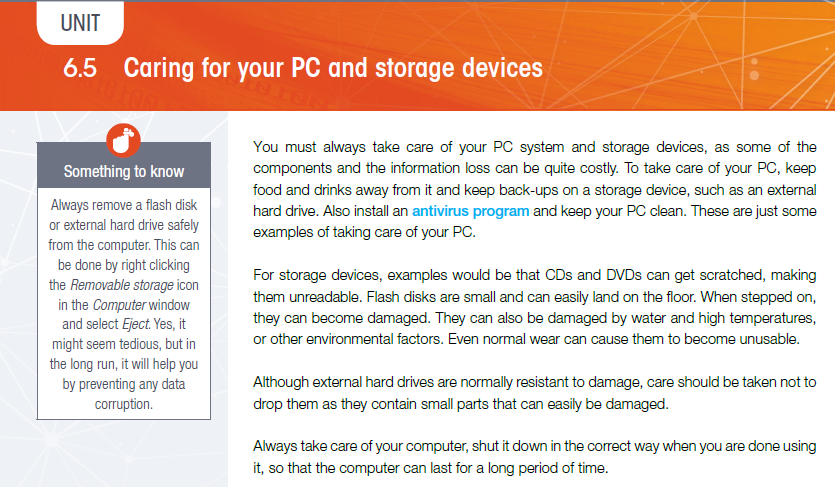 UNIT
6.5 Caring for your PC and storage devices
Something to know
Always remove a flash disk
or external hard drive safely
from the computer. This can
be done by right clicking
the Removable storage icon
in the Computer window
and select Eject. Yes, it
might seem tedious, but in
the long run, it will help you
by preventing any data
corruption.
You must always take care of your PC system and storage devices, as some of the
components and the information loss can be quite costly. To take care of your PC, keep
food and drinks away from it and keep back-ups on a storage device, such as an external
hard drive. Also install an antivirus program and keep your PC clean. These are just some
examples of taking care of your PC.
For storage devices, examples would be that CDs and DVDs can get scratched, making
them unreadable. Flash disks are small and can easily land on the floor. When stepped on,
they can become damaged. They can also be damaged by water and high temperatures,
or other environmental factors. Even normal wear can cause them to become unusable.
Although external hard drives are normally resistant to damage, care should be taken not to
drop them as they contain small parts that can easily be damaged.
Always take care of your computer, shut it down in the correct way when you are done using
it, so that the computer can last for a long period of time.